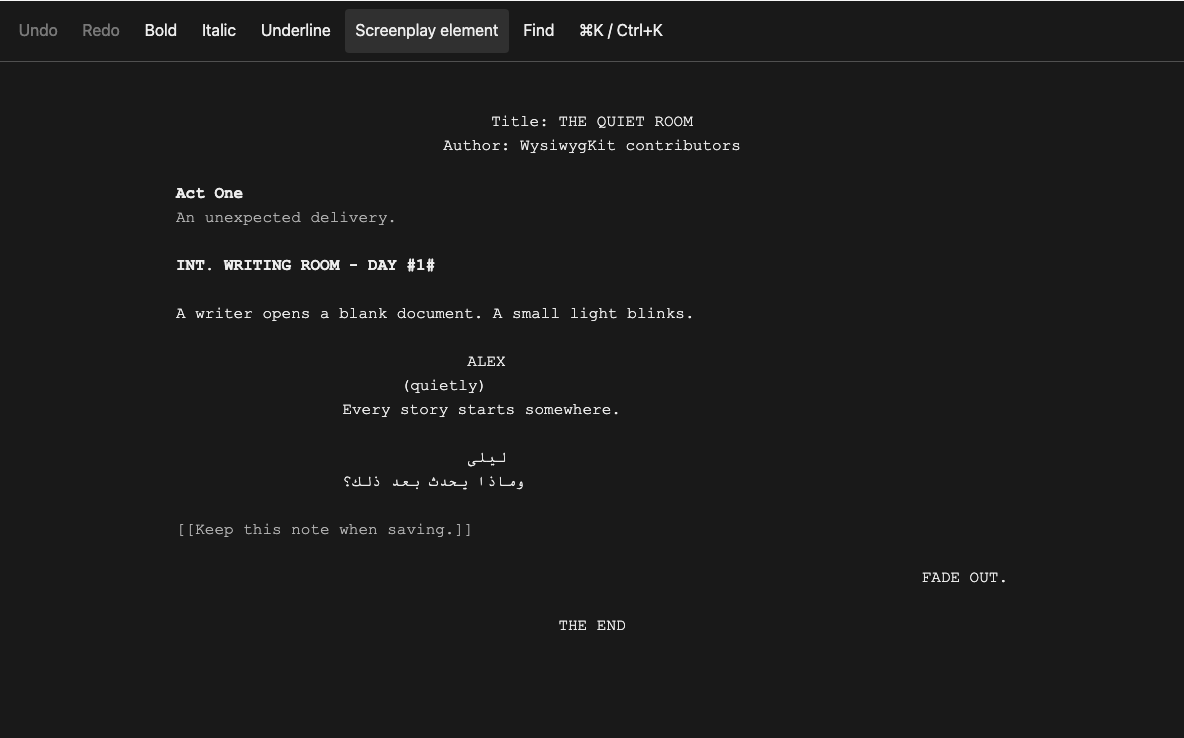 Undo Redo Bold Italic Underline Screenplay element Find ⌘K / Ctrl+K
Title: THE QUIET ROOM
Author: WysiwygKit contributors
Act One
An unexpected delivery.
INT. WRITING ROOM - DAY #1#
A writer opens a blank document. A small light blinks.
ALEX
(quietly)
Every story starts somewhere.
ليلى
وماذا يحدث بعد ذلك؟
[[Keep this note when saving.]]
FADE OUT.
THE END